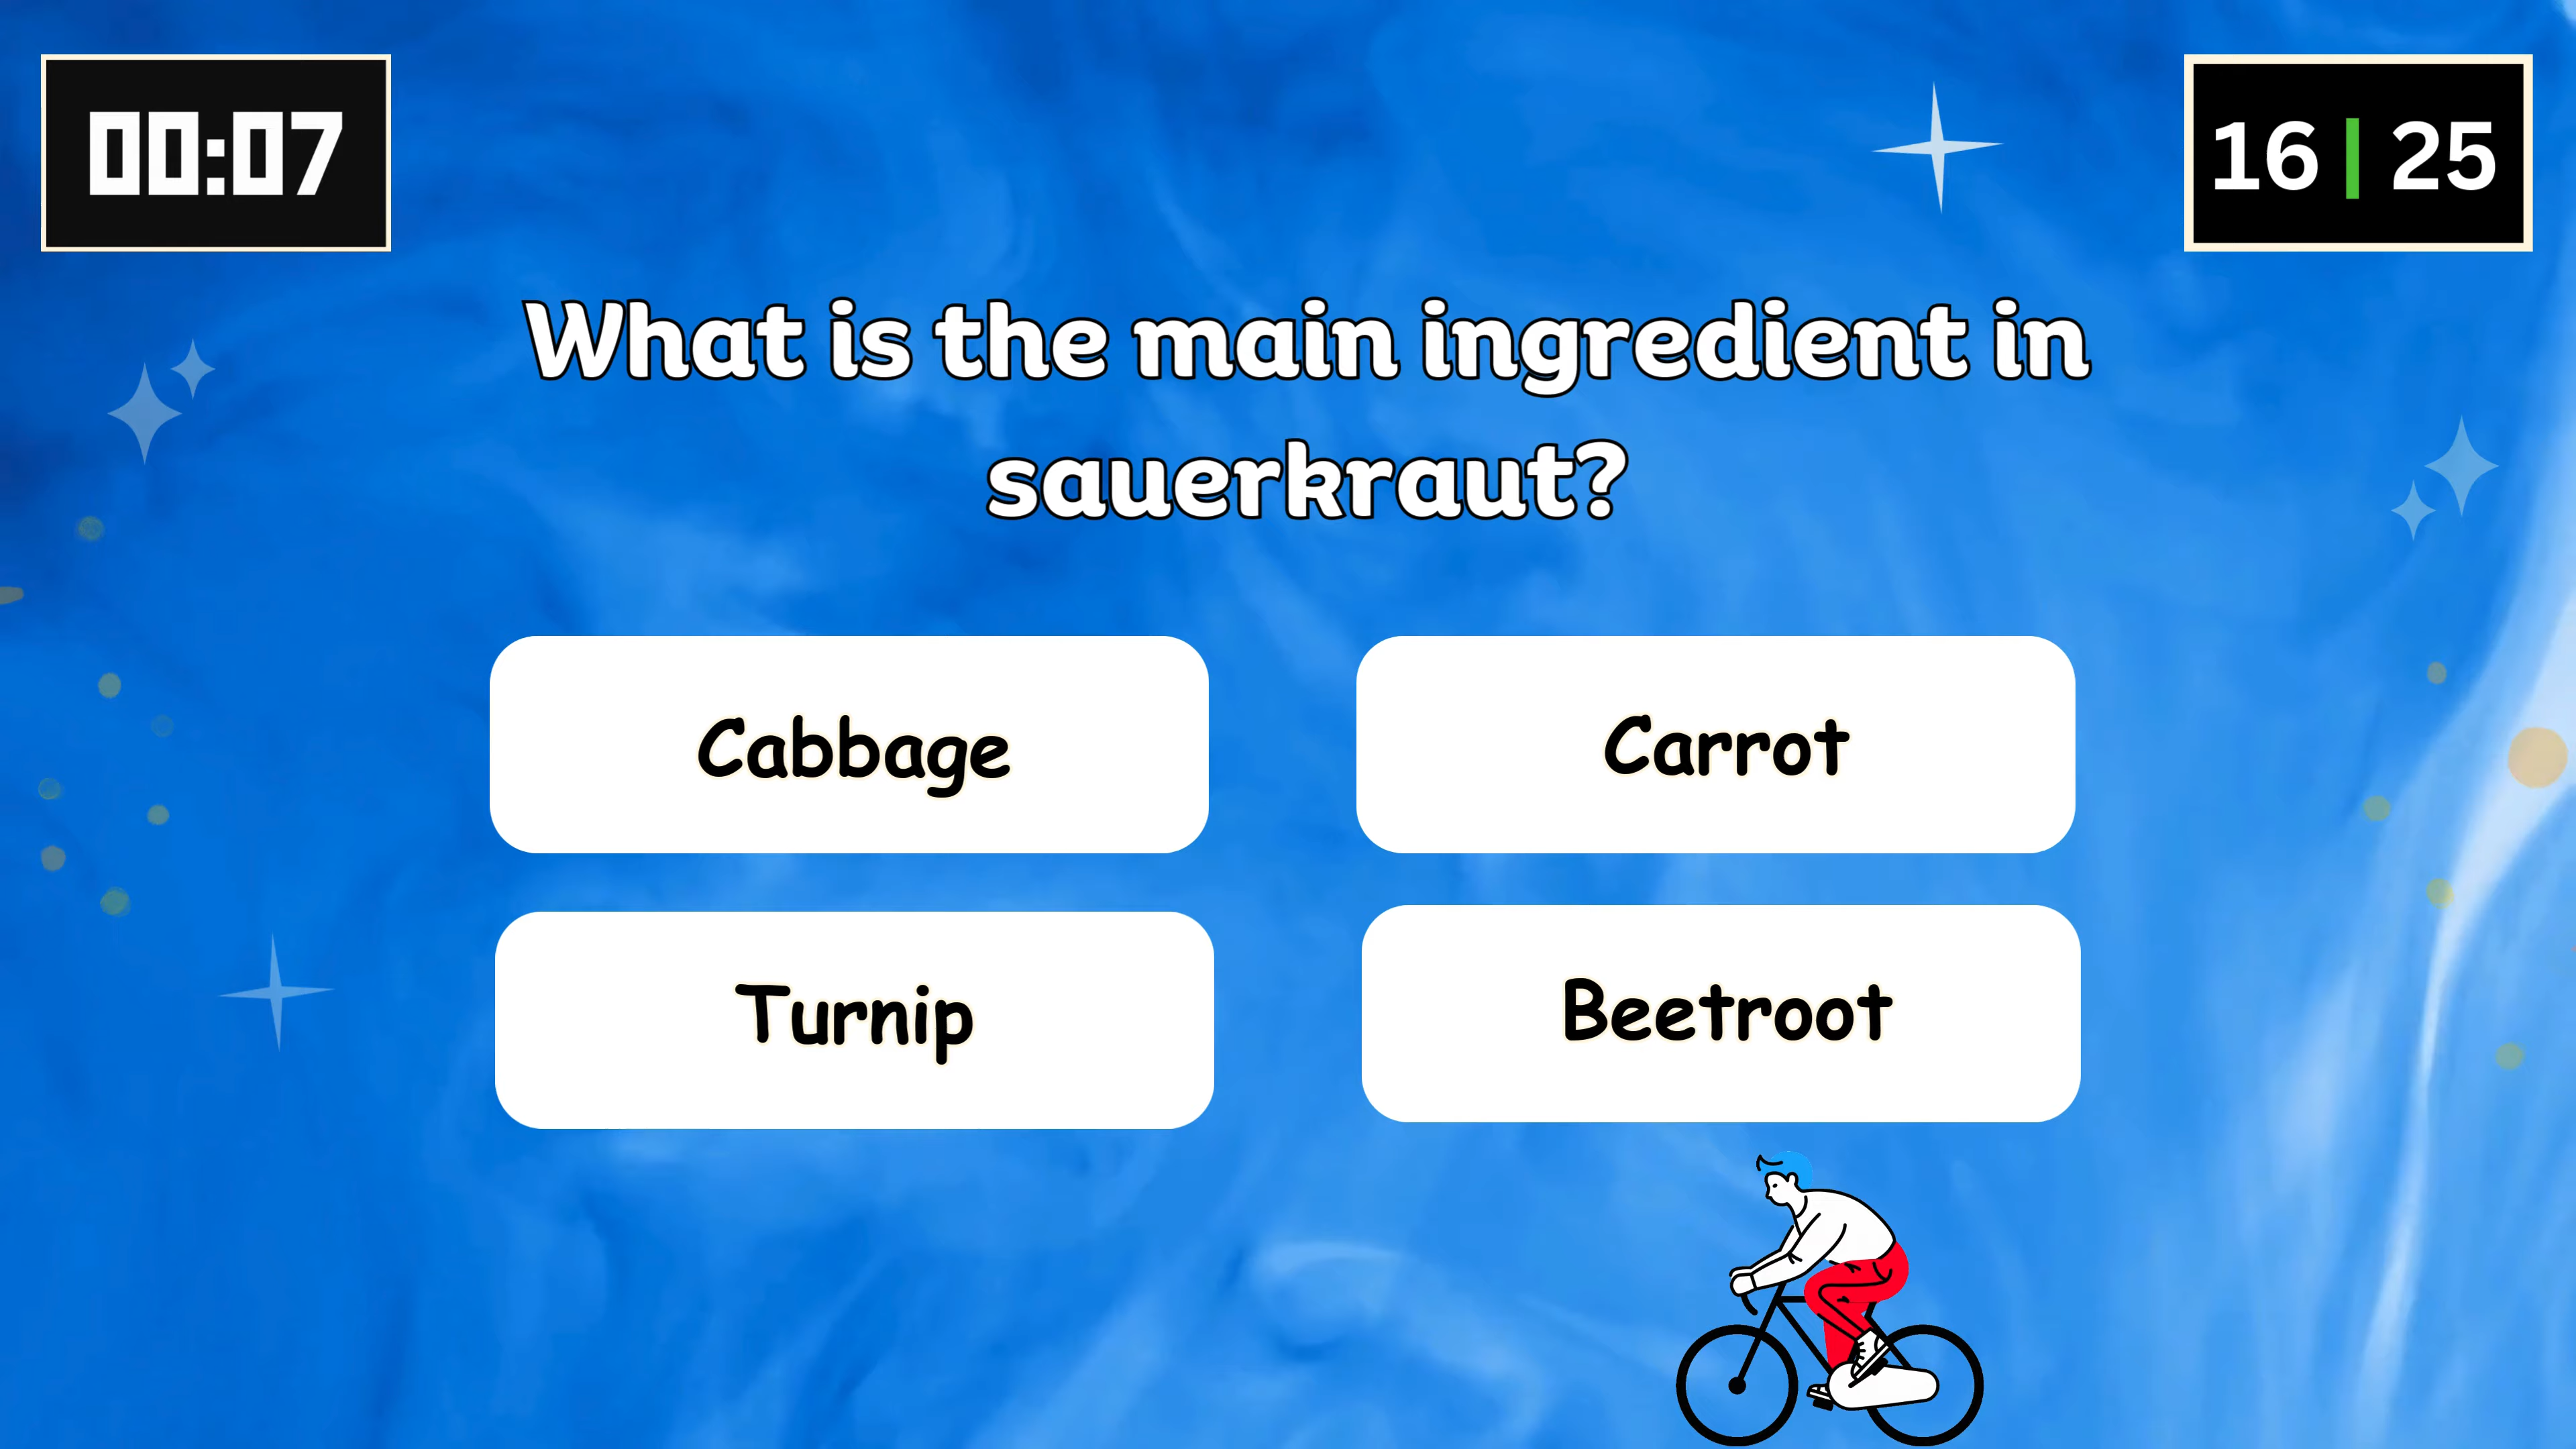 00:07
16 | 25
What is the main ingredient in
sauerkraut?
Cabbage
Carrot
Turnip
Beetroot